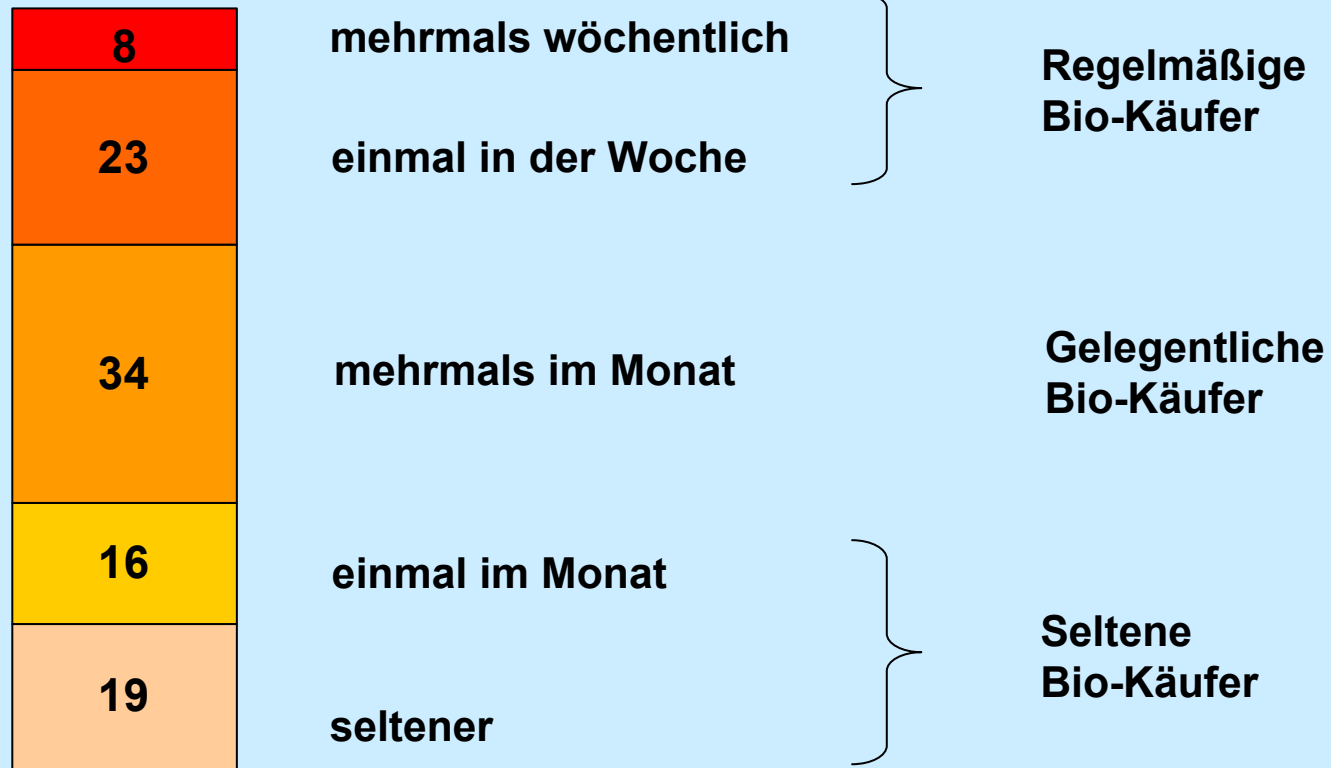 8
mehrmals wöchentlich
Regelmäßige
Bio-Käufer
23
einmal in der Woche
34
mehrmals im Monat
Gelegentliche
Bio-Käufer
16
einmal im Monat
Seltene
Bio-Käufer
19
seltener